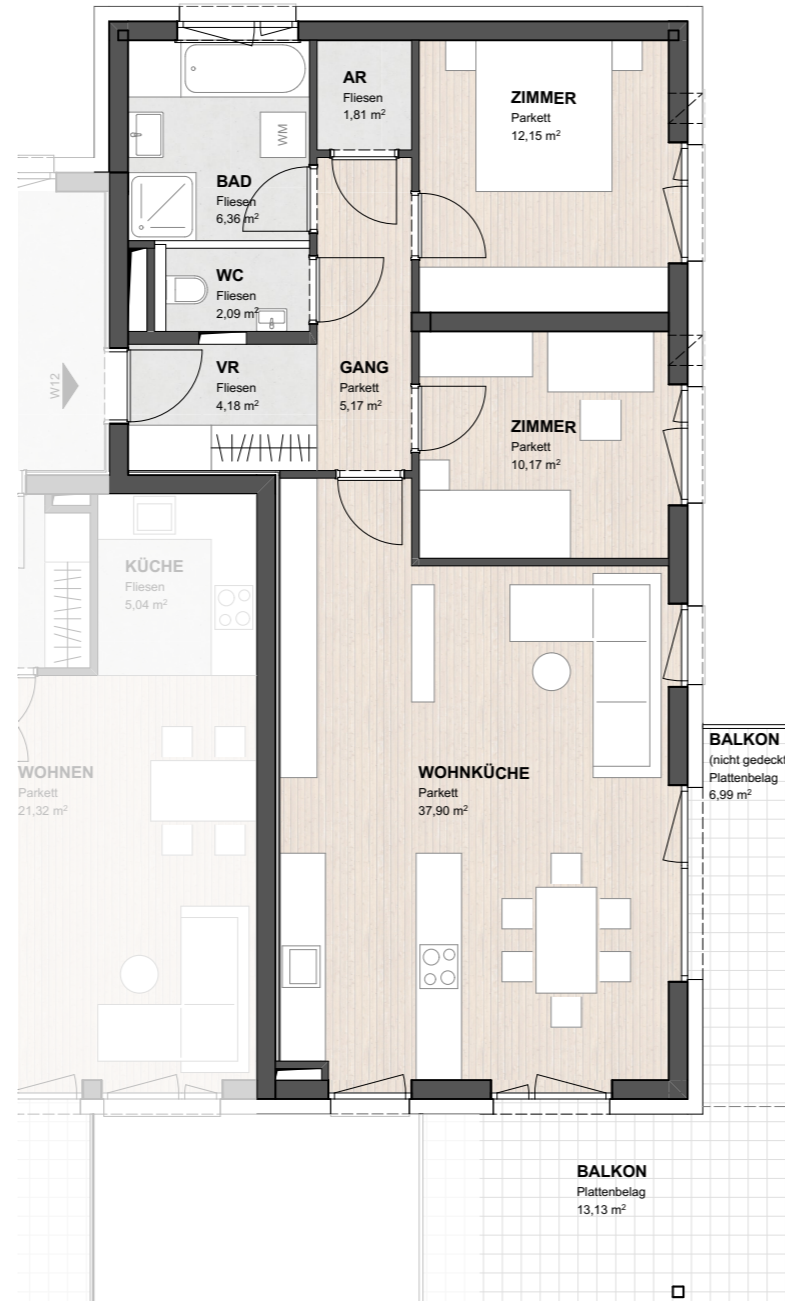 AR
Fliesen
1,81 m²
ZIMMER
Parkett
12,15 m²
WM
BAD
Fliesen
6,36 m²
WC
Fliesen
2,09 m²
VR
Fliesen
4,18 m²
GANG
Parkett
5,17 m²
W12
ZIMMER
Parkett
10,17 m²
KÜCHE
Fliesen
5,04 m²
WOHNEN
Parkett
21,32 m²
WOHNKÜCHE
Parkett
37,90 m²
BALKON
(nicht gedeckt
Plattenbelag
6,99 m²
BALKON
Plattenbelag
13,13 m²